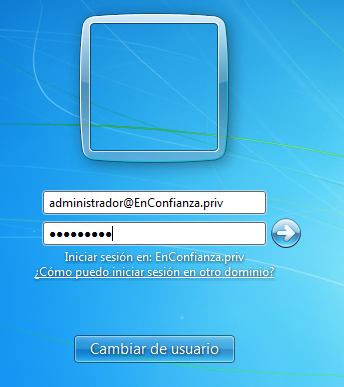 administrador@EnConfianza.priv
●●●●●●●●●
Iniciar sesión en: EnConfianza.priv
¿Cómo puedo iniciar sesión en otro dominio?
Cambiar de usuario